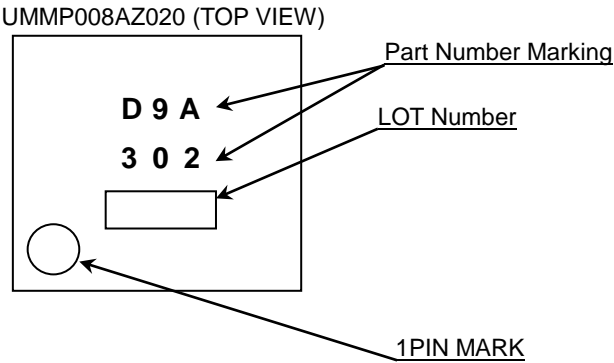 UMMP008AZ020 (TOP VIEW)
Part Number Marking
D 9 A
LOT Number
3 0 2
1PIN MARK